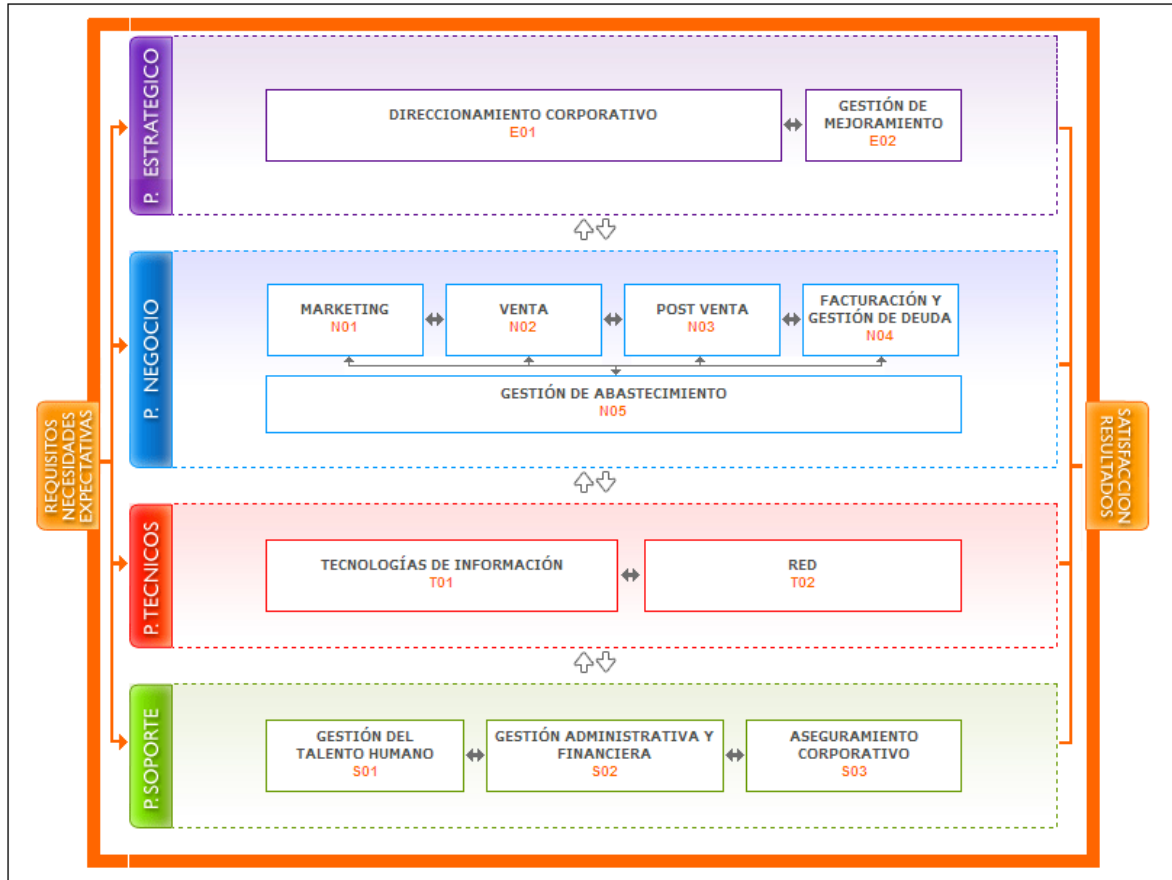 P. ESTRATEGICO
DIRECCIONAMIENTO CORPORATIVO
E01
GESTIÓN DE
MEJORAMIENTO
E02
P. NEGOCIO
MARKETING
N01
VENTA
N02
POST VENTA
N03
FACTURACIÓN Y
GESTIÓN DE DEUDA
N04
GESTIÓN DE ABASTECIMIENTO
N05
REQUISITOS
NECESIDADES
EXPECTATIVAS
SATISFACCION
RESULTADOS
P. TECNICOS
TECNOLOGÍAS DE INFORMACIÓN
T01
RED
T02
P.SOPORTE
GESTIÓN DEL
TALENTO HUMANO
S01
GESTIÓN ADMINISTRATIVA Y
FINANCIERA
S02
ASEGURAMIENTO
CORPORATIVO
S03